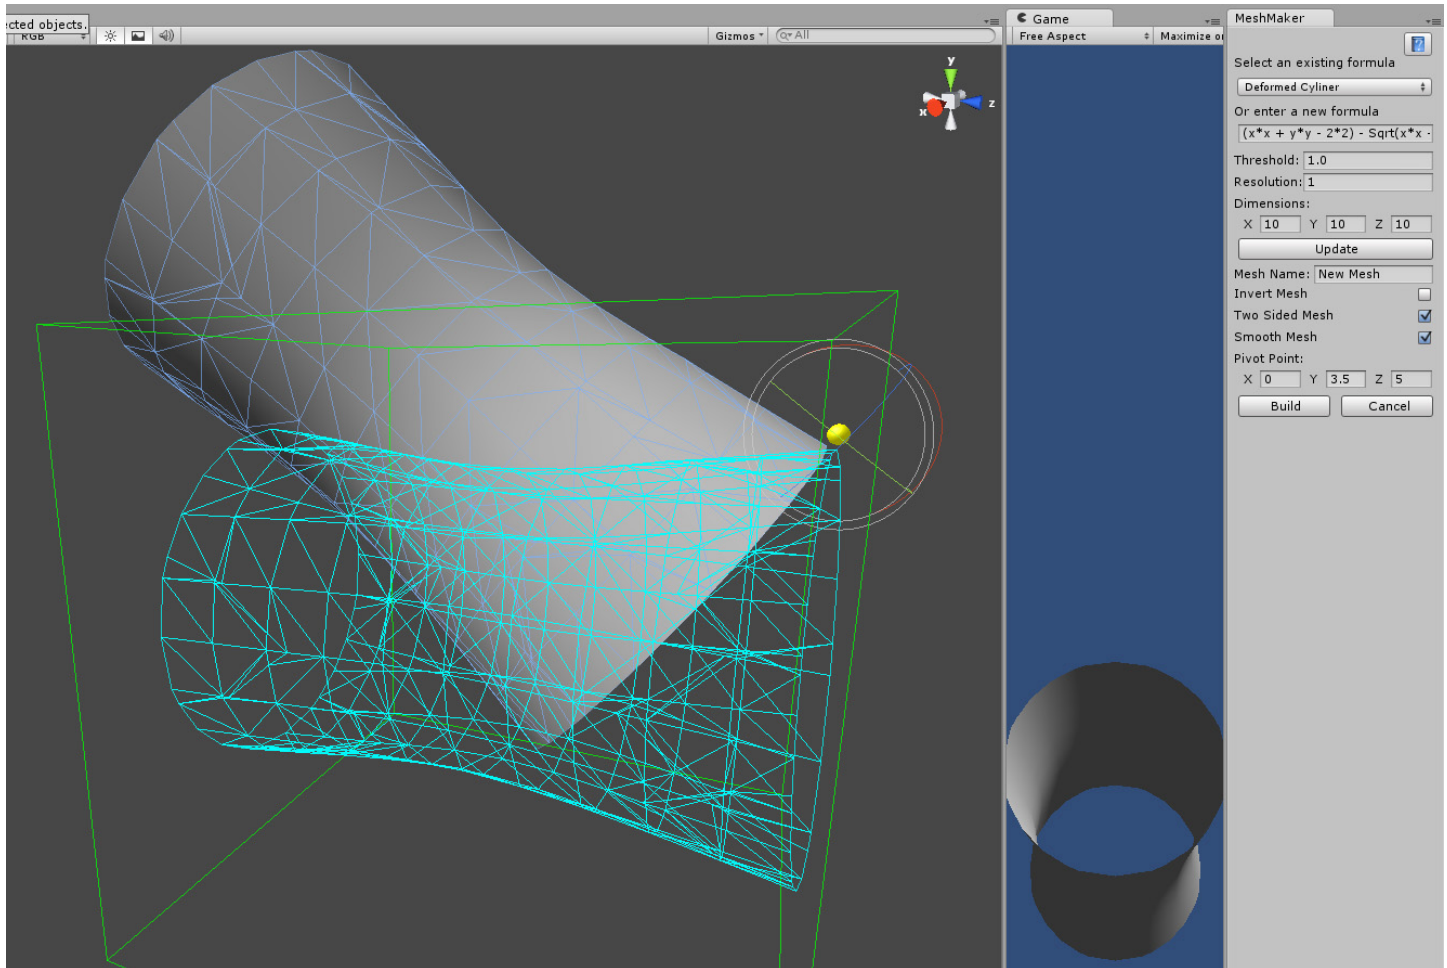 ected objects.
RGB
Gizmos
All
y
x
z
Game
Free Aspect
Maximize o
MeshMaker
Select an existing formula
Deformed Cyliner
Or enter a new formula
(x*x + y*y - 2*2) - Sqrt(x*x -
Threshold: 1.0
Resolution: 1
Dimensions:
X 10 Y 10 Z 10
Update
Mesh Name: New Mesh
Invert Mesh
Two Sided Mesh
Smooth Mesh
Pivot Point:
X 0 Y 3.5 Z 5
Build Cancel